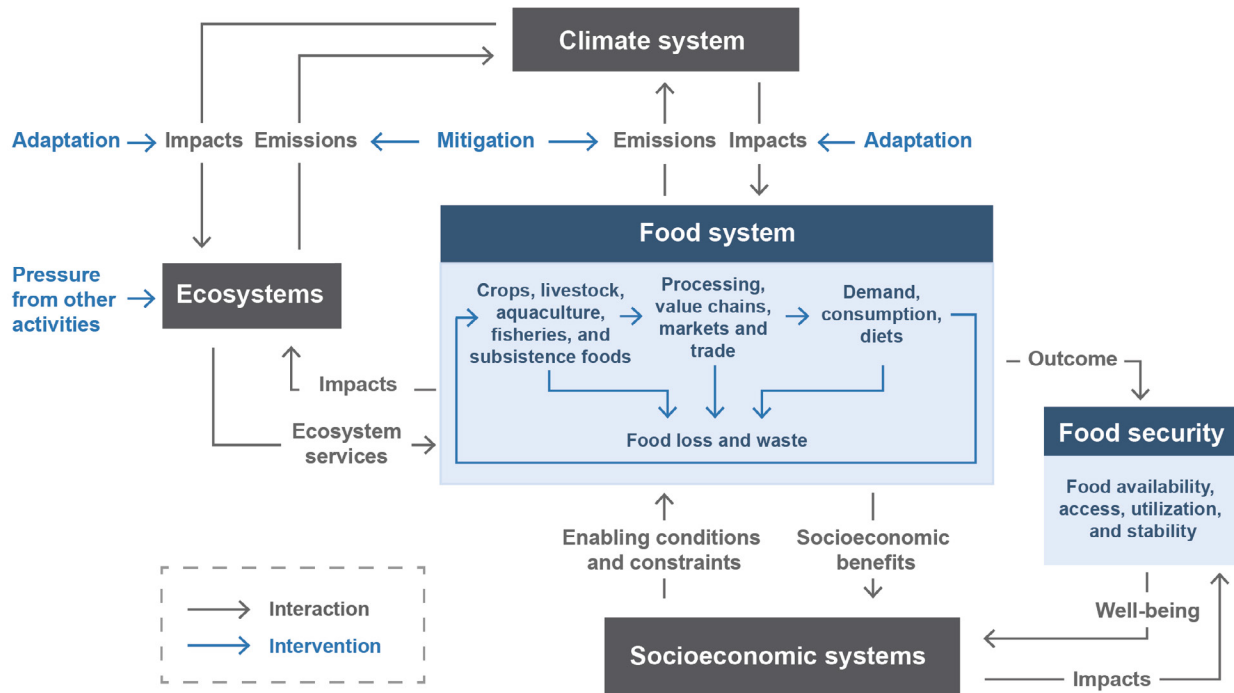 Climate system
Adaptation
Impacts
Emissions
Mitigation
Emissions
Impacts
Adaptation
Food system
Pressure
from other
activities
Ecosystems
Crops, livestock,
aquaculture,
fisheries, and
subsistence foods
Processing,
value chains,
markets and
trade
Demand,
consumption,
diets
Impacts
Outcome
Ecosystem
services
Food loss and waste
Food security
Food availability,
access, utilization,
and stability
Enabling conditions
and constraints
Socioeconomic
benefits
Interaction
Intervention
Well-being
Socioeconomic systems
Impacts